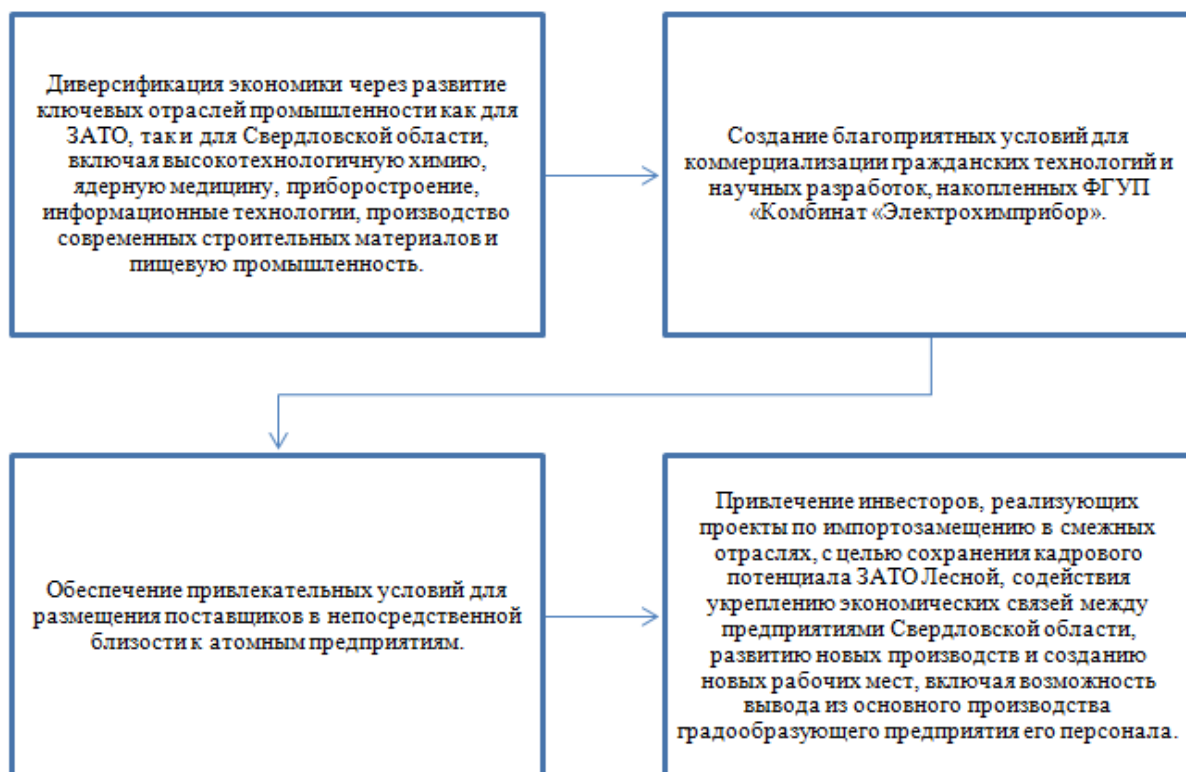 Диверсификация экономики через развитие
ключевых отраслей промышленности как для
ЗАТО, так и для Свердловской области,
включая высокотехнологичную химию,
ядерную медицину, приборостроение,
информационные технологии, производство
современных строительных материалов и
пищевую промышленность.
Создание благоприятных условий для
коммерциализации гражданских технологий и
научных разработок, накопленных ФГУП
«Комбинат «Электрохимприбор».
Обеспечение привлекательных условий для
размещения поставщиков в непосредственной
близости к атомным предприятиям.
Привлечение инвесторов, реализующих
проекты по импортозамещению в смежных
отраслях, с целью сохранения кадрового
потенциала ЗАТО Лесной, содействия
укреплению экономических связей между
предприятиями Свердловской области,
развитию новых производств и созданию
новых рабочих мест, включая возможность
вывода из основного производства
градообразующего предприятия его персонала.